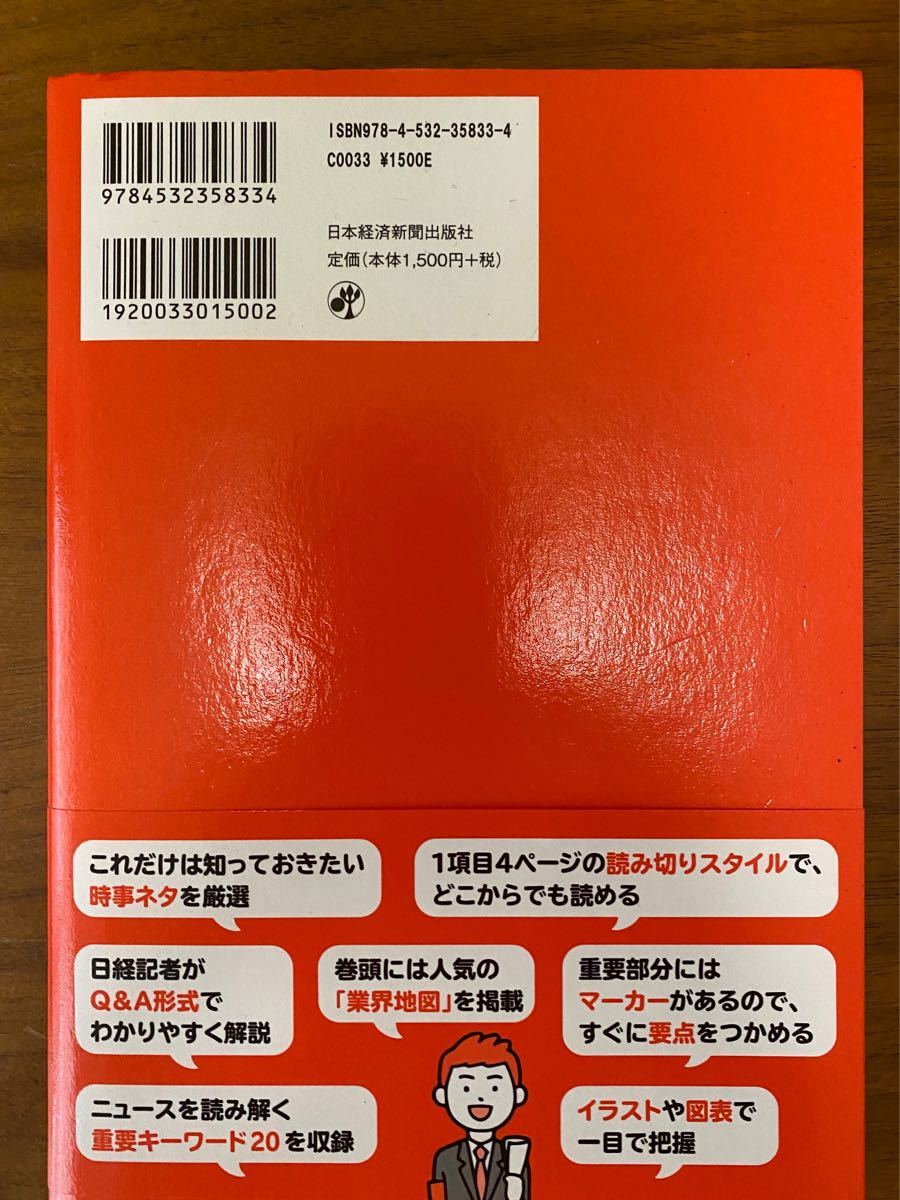 ISBN978-4-532-35833-4
C0033 ¥1500E
9784532358334
日本経済新聞出版社
定価(本体1,500円+税)
1920033015002
これだけは知っておきたい
時事ネタを厳選
1項目4ページの読み切りスタイルで、
どこからでも読める
日経記者が
Q&A形式で
わかりやすく解説
巻頭には人気の
「業界地図」を掲載
重要部分には
マーカーがあるので、
すぐに要点をつかめる
ニュースを読み解く
重要キーワード20を収録
イラストや図表で
一目で把握